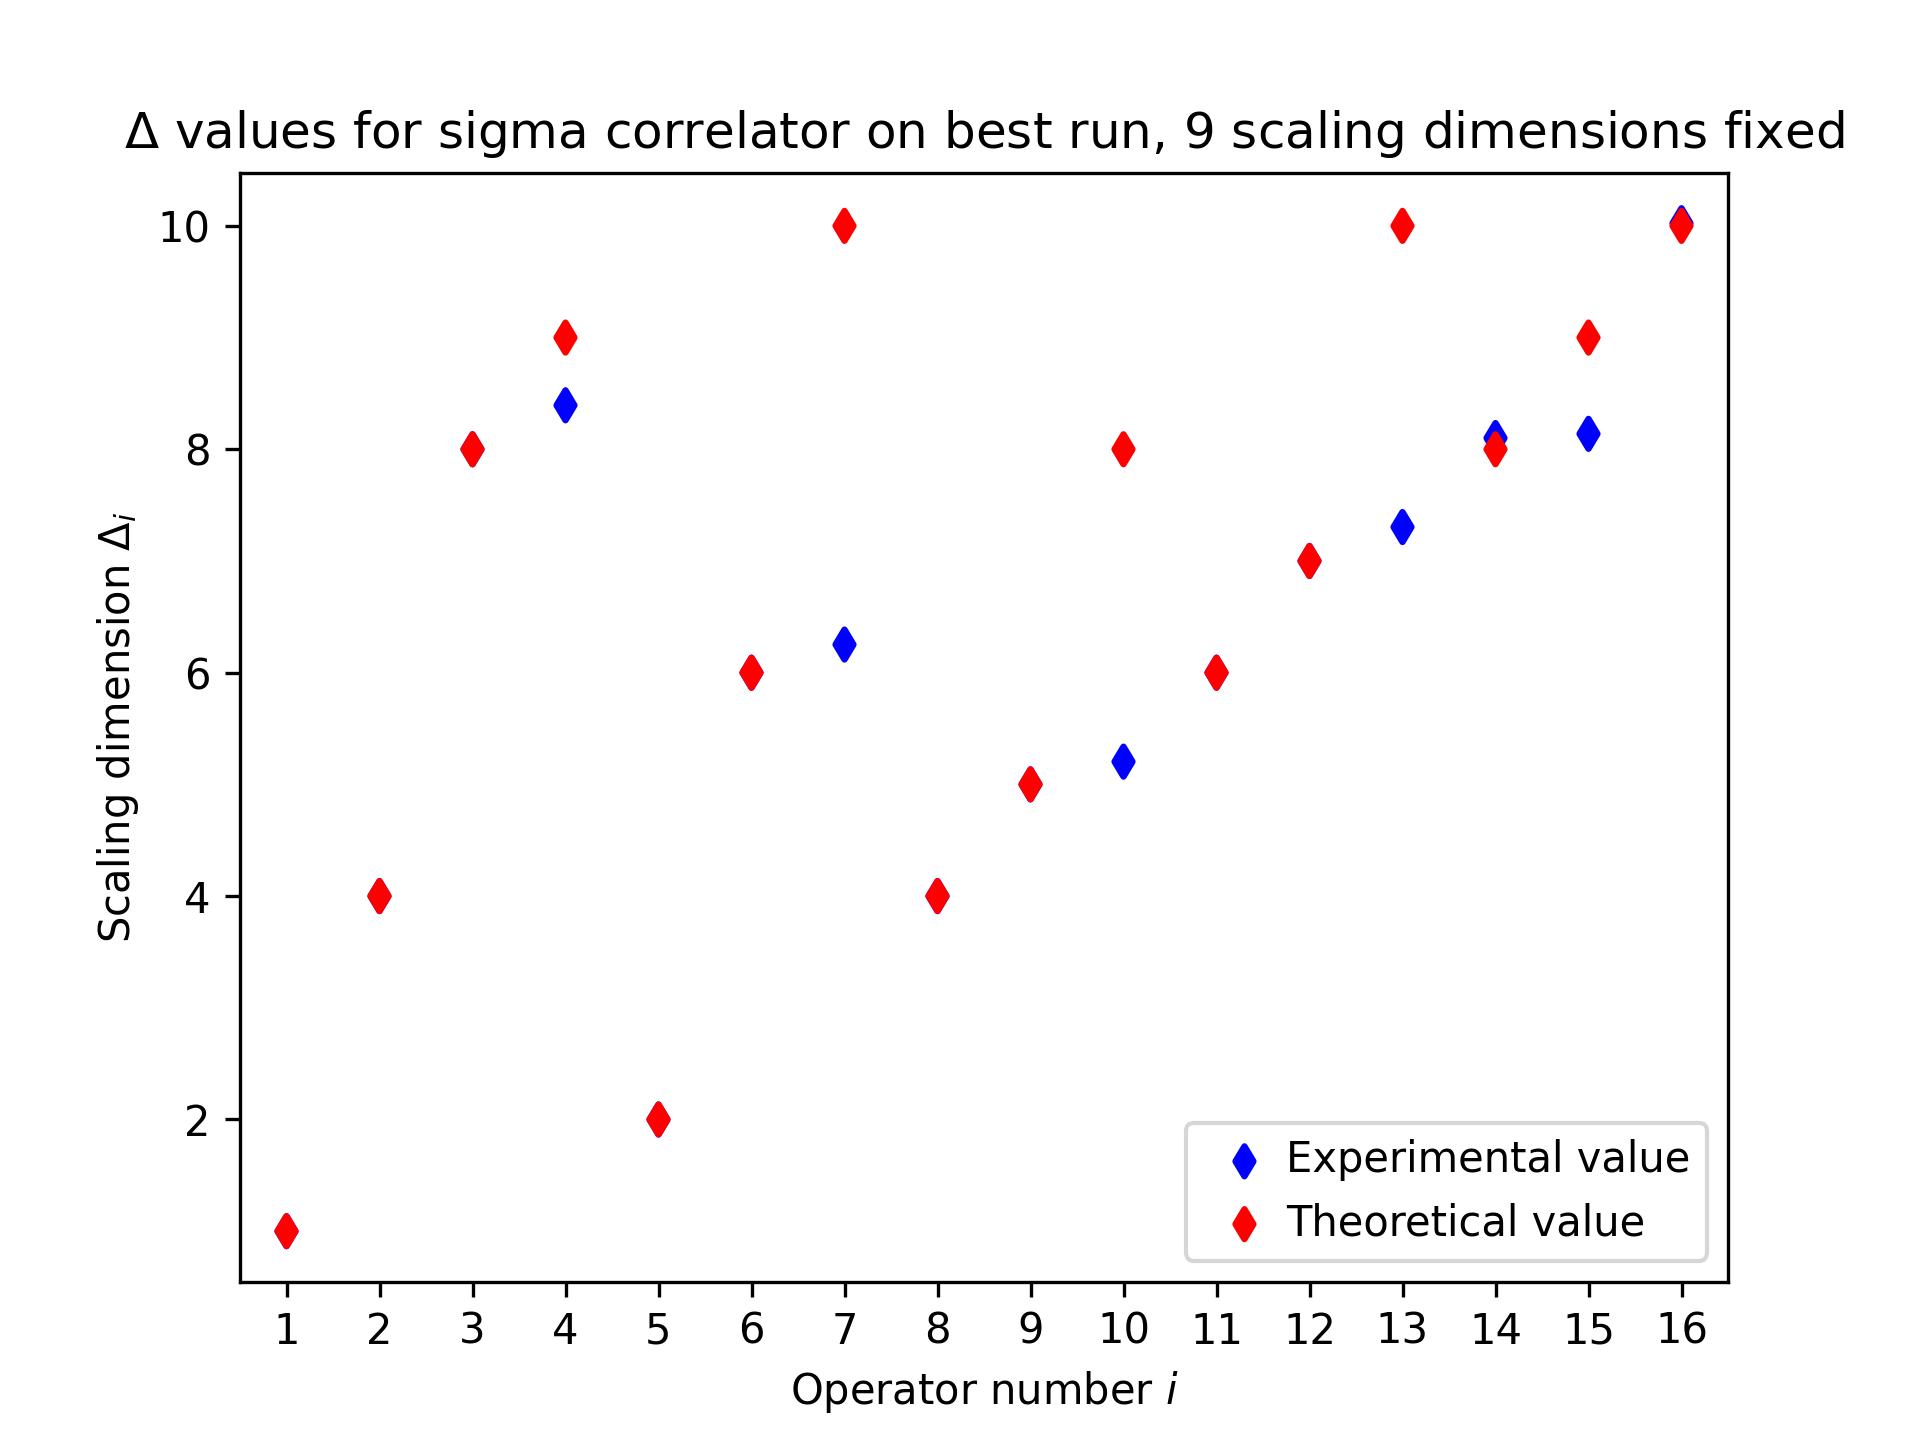 Δ values for sigma correlator on best run, 9 scaling dimensions fixed
Scaling dimension Δᵢ
10
8
6
4
2
Experimental value
Theoretical value
1 2 3 4 5 6 7 8 9 10 11 12 13 14 15 16
Operator number i